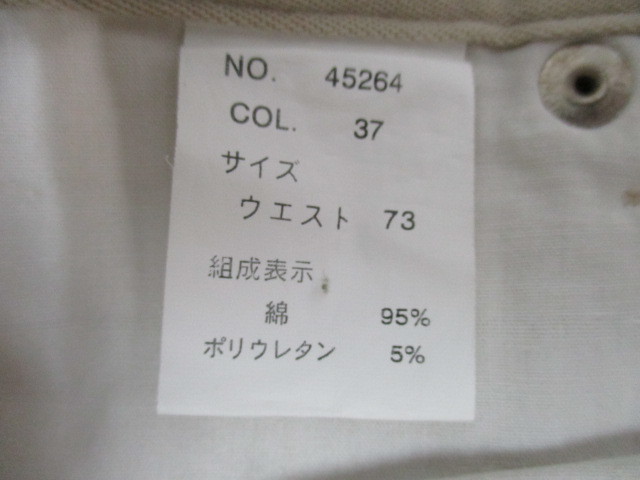 NO. 45264
COL. 37
サイズ
ウエスト 73
組成表示
綿 95%
ポリウレタン 5%